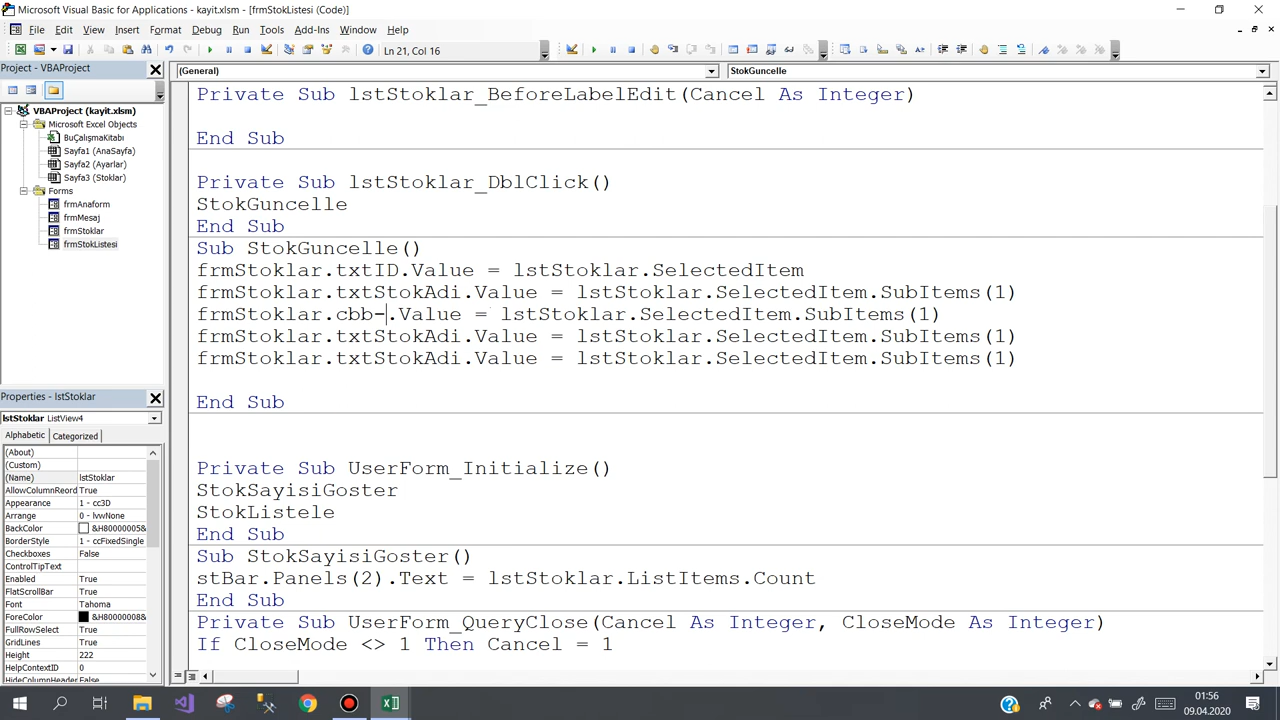 Microsoft Visual Basic for Applications - kayit.xlsm - [frmStokListesi (Code)]
File Edit View Insert Format Debug Run Tools Add-Ins Window Help
Ln 21, Col 16
Project - VBAProject
(General)
StokGuncelle
VBAProject (kayit.xlsm)
Microsoft Excel Objects
BuÇalışmaKitabı
Sayfa1 (AnaSayfa)
Sayfa2 (Ayarlar)
Sayfa3 (Stoklar)
Forms
frmAnaform
frmMesaj
frmStoklar
frmStokListesi
Private Sub lstStoklar_BeforeLabelEdit(Cancel As Integer)
End Sub
Private Sub lstStoklar_DblClick()
StokGuncelle
End Sub
Sub StokGuncelle()
frmStoklar.txtID.Value = lstStoklar.SelectedItem
frmStoklar.txtStokAdi.Value = lstStoklar.SelectedItem.SubItems(1)
frmStoklar.cbb-.Value = lstStoklar.SelectedItem.SubItems(1)
frmStoklar.txtStokAdi.Value = lstStoklar.SelectedItem.SubItems(1)
frmStoklar.txtStokAdi.Value = lstStoklar.SelectedItem.SubItems(1)
End Sub
Private Sub UserForm_Initialize()
StokSayisiGoster
StokListele
End Sub
Sub StokSayisiGoster()
stBar.Panels(2).Text = lstStoklar.ListItems.Count
End Sub
Private Sub UserForm_QueryClose(Cancel As Integer, CloseMode As Integer)
If CloseMode <> 1 Then Cancel = 1
Properties - lstStoklar
lstStoklar ListView4
Alphabetic Categorized
(About)
(Custom)
(Name) lstStoklar
AllowColumnReord True
Appearance 1 - cc3D
Arrange 0 - lvwNone
BackColor &H80000005&
BorderStyle 1 - ccFixedSingle
Checkboxes False
ControlTipText
Enabled True
FlatScrollBar True
Font Tahoma
ForeColor &H80000008&
FullRowSelect True
GridLines True
Height 222
HelpContextID 0
HideColumnHeader False
01:56
09.04.2020